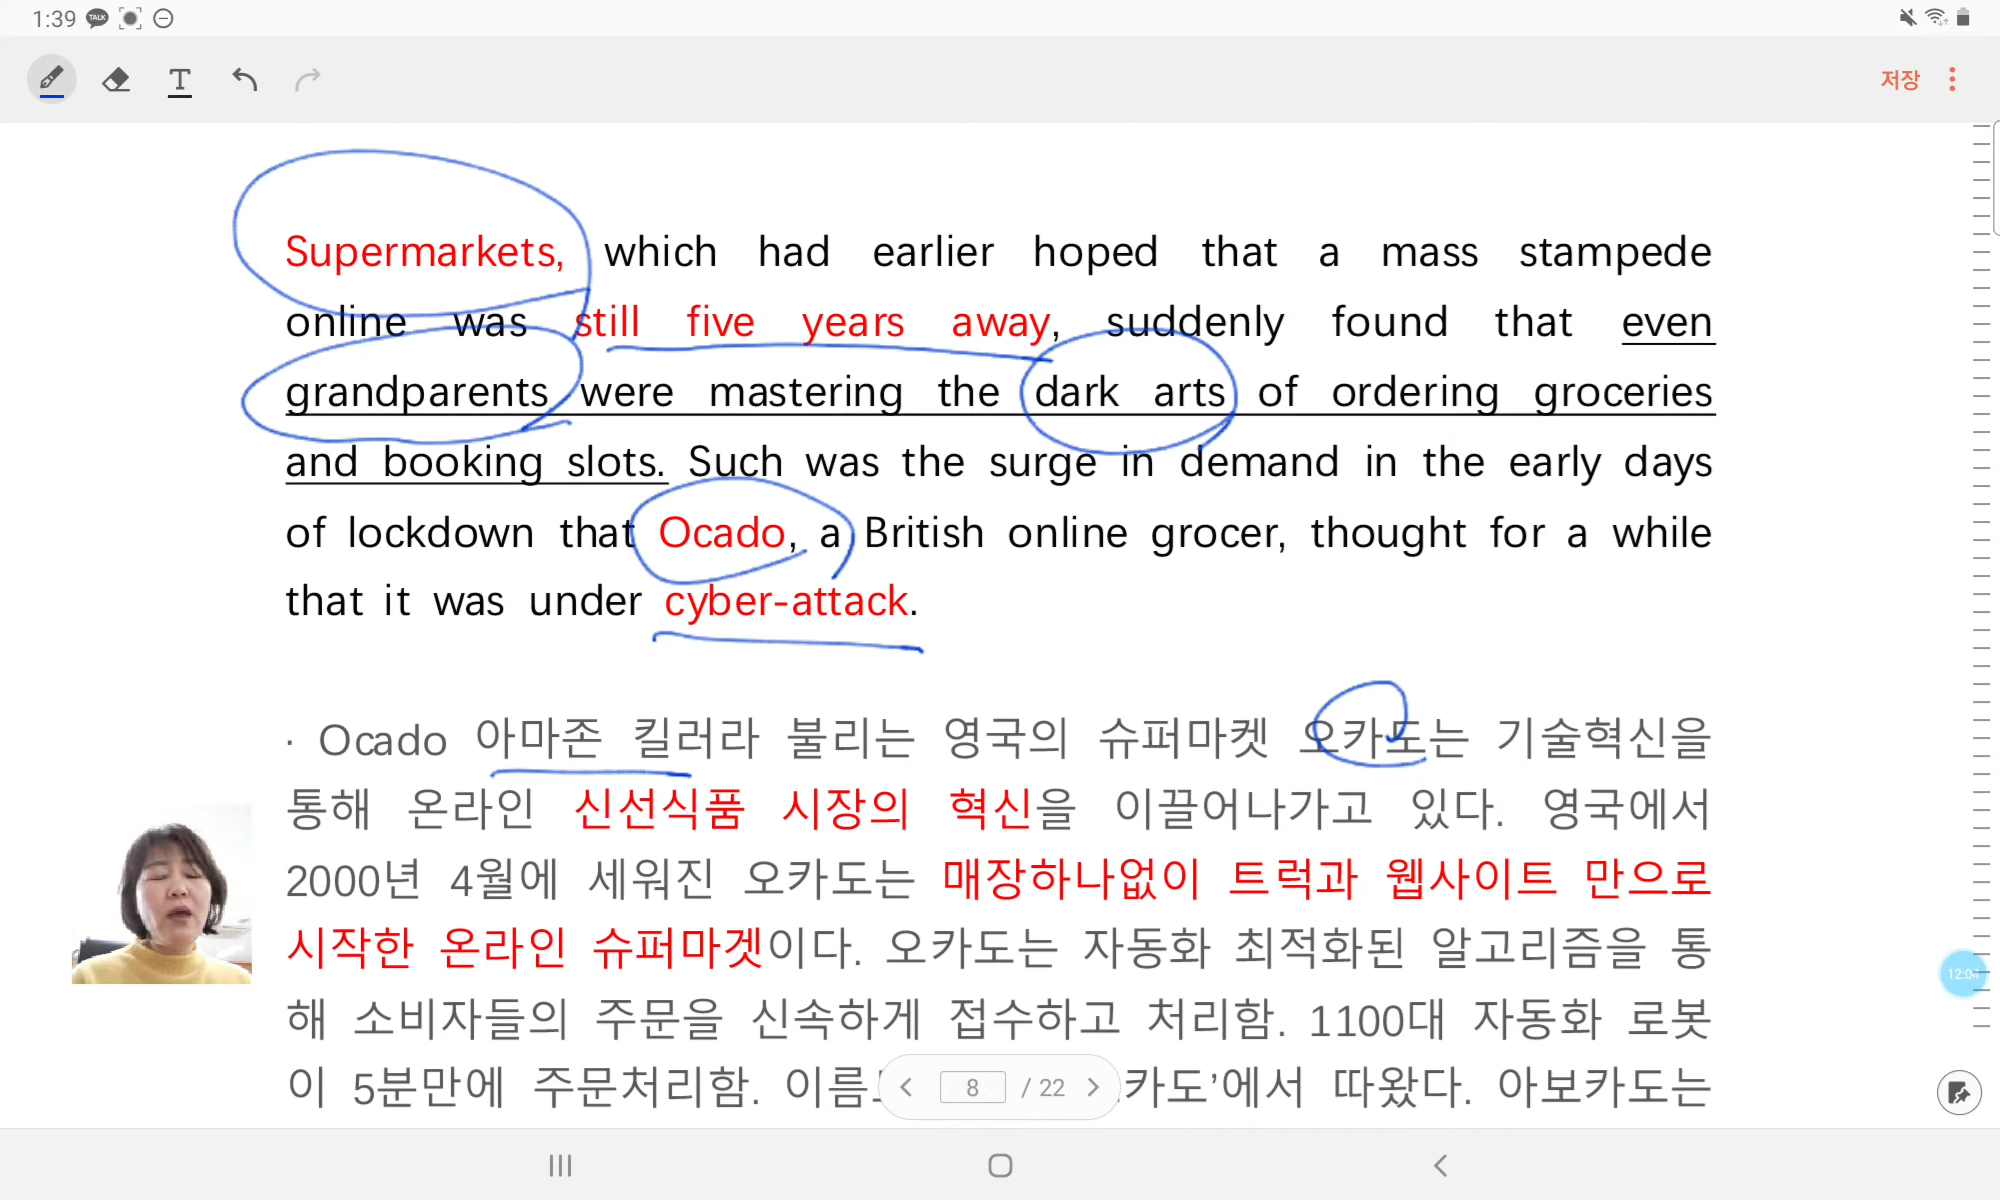 1:39 TALK
저장
Supermarkets, which had earlier hoped that a mass stampede
online was still five years away, suddenly found that even
grandparents were mastering the dark arts of ordering groceries
and booking slots. Such was the surge in demand in the early days
of lockdown that Ocado, a British online grocer, thought for a while
that it was under cyber-attack.
· Ocado 아마존 킬러라 불리는 영국의 슈퍼마켓 오카도는 기술혁신을
통해 온라인 신선식품 시장의 혁신을 이끌어나가고 있다. 영국에서
2000년 4월에 세워진 오카도는 매장하나없이 트럭과 웹사이트 만으로
시작한 온라인 슈퍼마겟이다. 오카도는 자동화 최적화된 알고리즘을 통
해 소비자들의 주문을 신속하게 접수하고 처리함. 1100대 자동화 로봇
이 5분만에 주문처리함. 이름 카도’에서 따왔다. 아보카도는
8 / 22